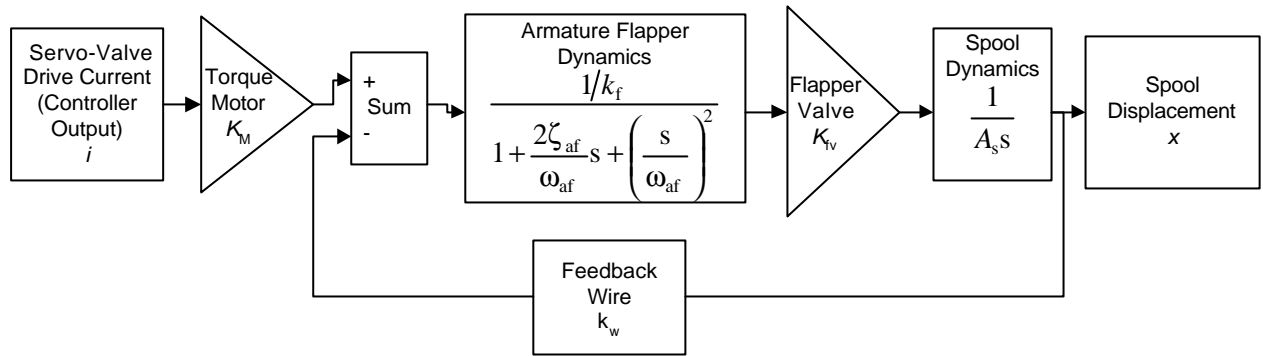 Servo-Valve
Drive Current
(Controller
Output)
i
Torque
Motor
K_M
+
Sum
-
Armature Flapper
Dynamics
1/k_f
1 + 2ζ_af/ω_af s + (s/ω_af)^2
Flapper
Valve
K_fv
Spool
Dynamics
1
A_s s
Spool
Displacement
x
Feedback
Wire
k_w